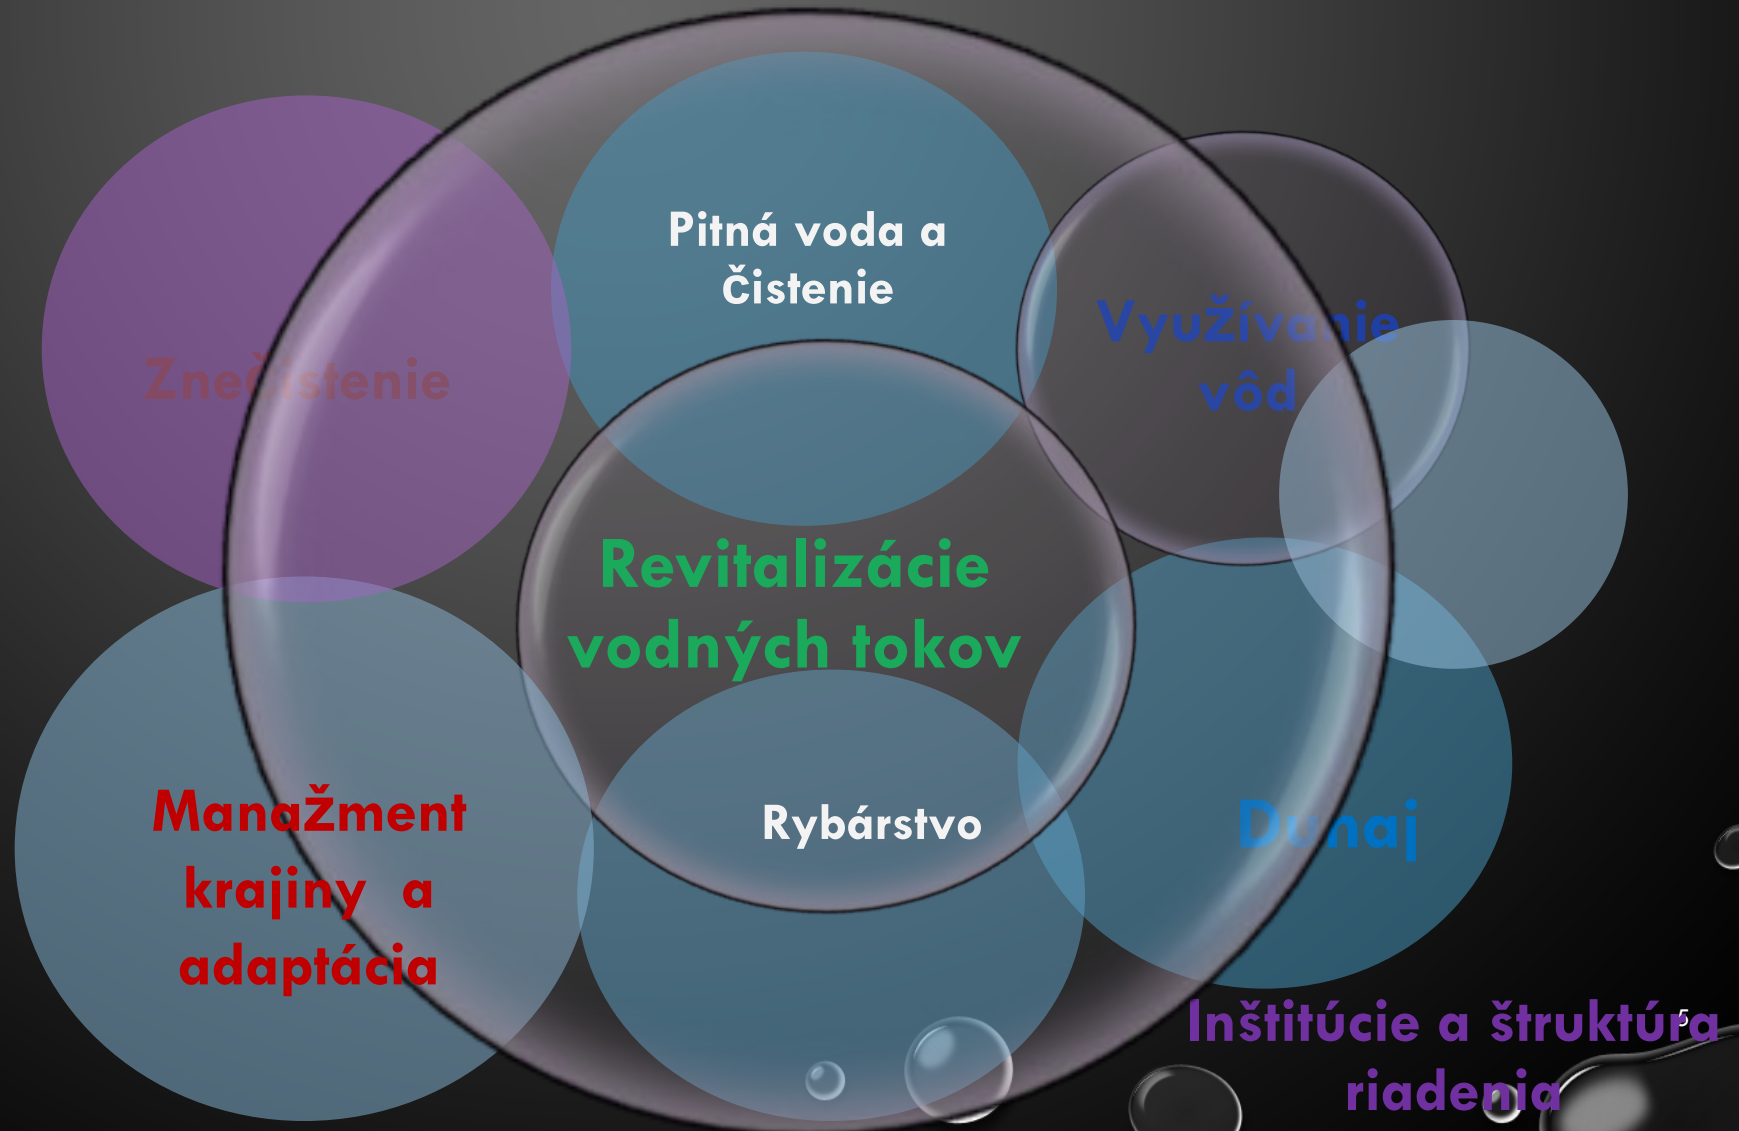 Pitná voda a
čistenie
Využívanie
vôd
Znečistenie
Revitalizácie
vodných tokov
Manažment
krajiny a
adaptácia
Rybárstvo
Dunaj
Inštitúcie a štruktúra
riadenia
5